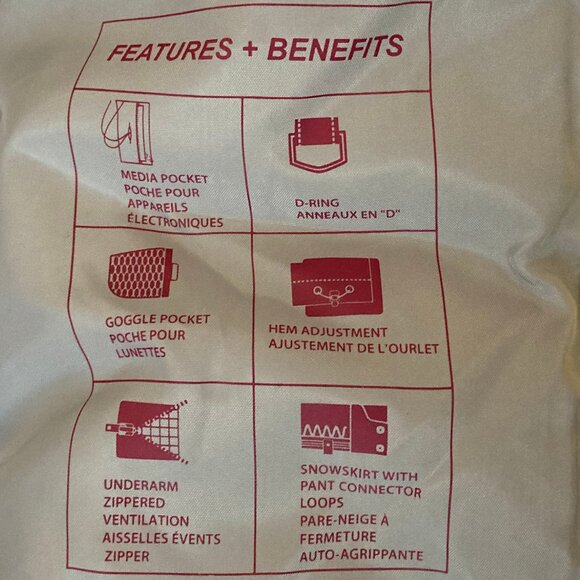 FEATURES + BENEFITS
MEDIA POCKET
POCHE POUR
APPAREILS
ÉLECTRONIQUES
D-RING
ANNEAUX EN "D"
GOGGLE POCKET
POCHE POUR
LUNETTES
HEM ADJUSTMENT
AJUSTEMENT DE L'OURLET
UNDERARM
ZIPPERED
VENTILATION
AISSELLES ÉVENTS
ZIPPER
SNOWSKIRT WITH
PANT CONNECTOR
LOOPS
PARE-NEIGE À
FERMETURE
AUTO-AGRIPPANTE